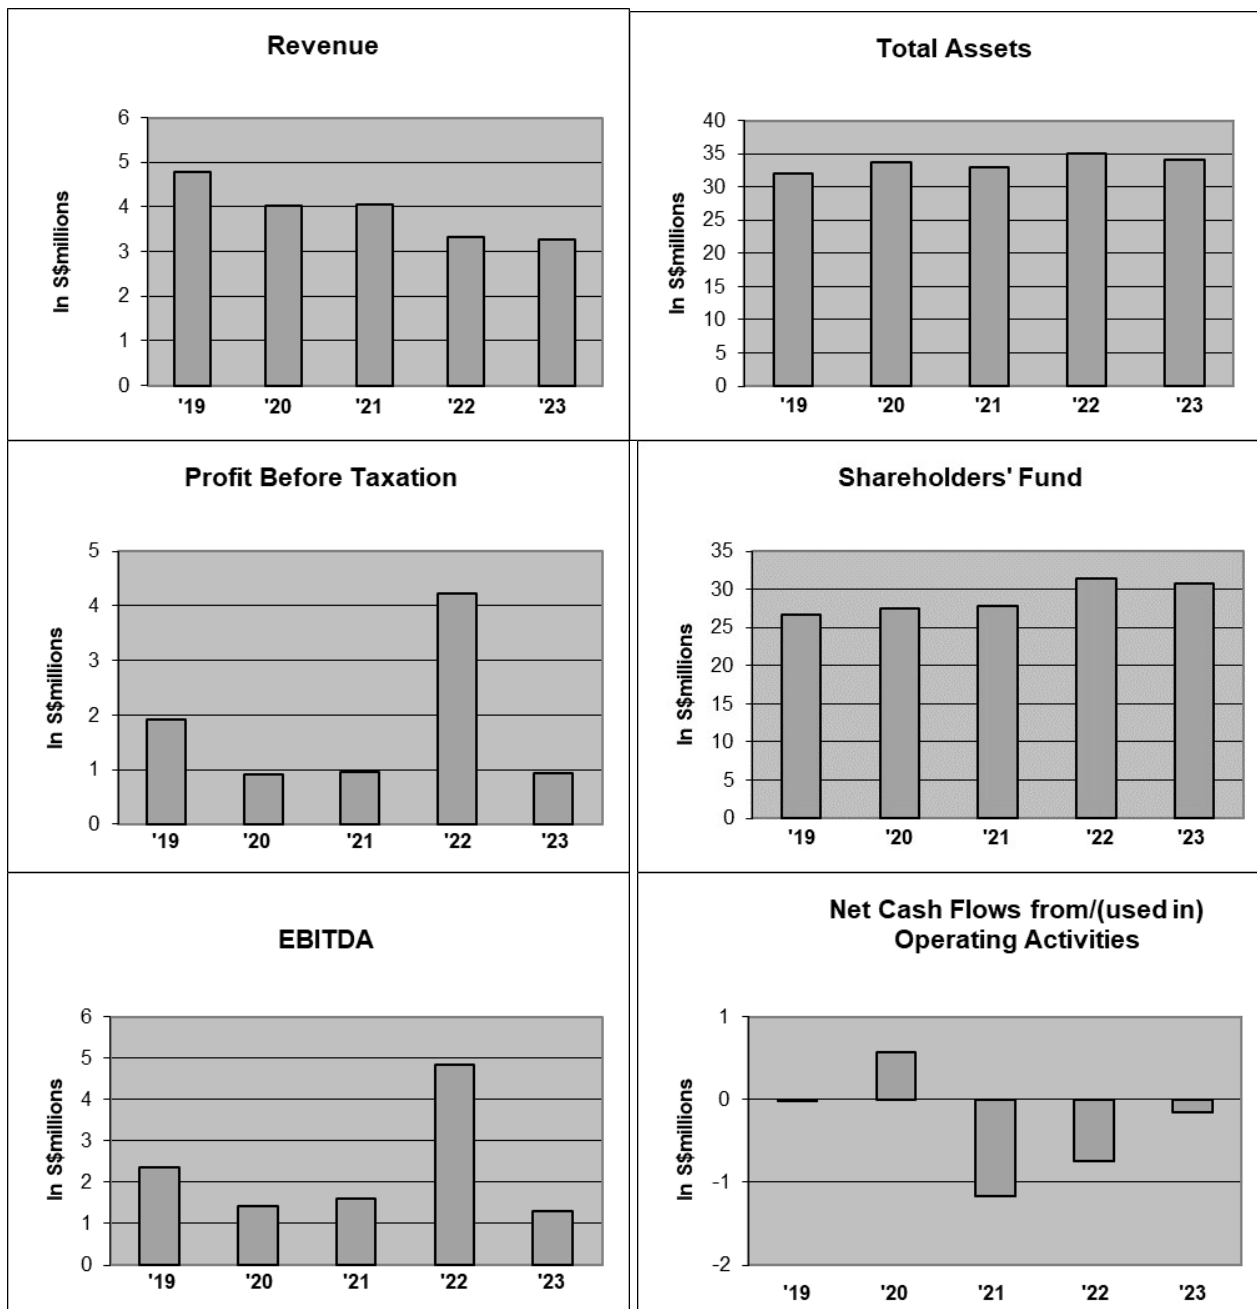 Revenue
In S$millions
6
5
4
3
2
1
0
'19 '20 '21 '22 '23
Total Assets
In S$millions
40
35
30
25
20
15
10
5
0
'19 '20 '21 '22 '23
Profit Before Taxation
In S$millions
5
4
3
2
1
0
'19 '20 '21 '22 '23
Shareholders' Fund
In S$millions
35
30
25
20
15
10
5
0
'19 '20 '21 '22 '23
EBITDA
In S$millions
6
5
4
3
2
1
0
'19 '20 '21 '22 '23
Net Cash Flows from/(used in)
Operating Activities
In S$millions
1
0
-1
-2
'19 '20 '21 '22 '23